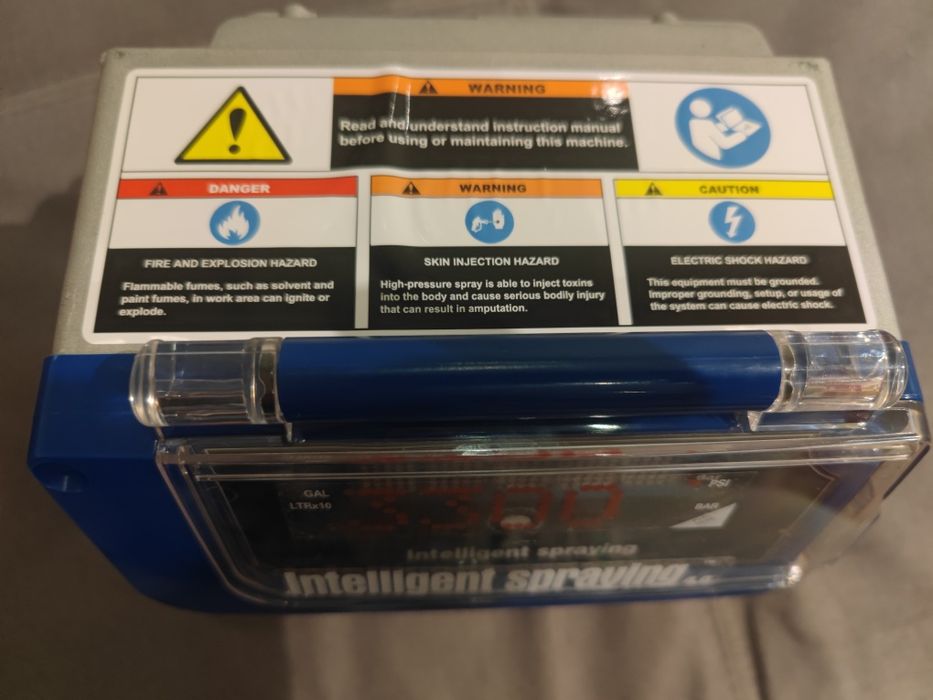 WARNING
Read and understand instruction manual
before using or maintaining this machine.
DANGER
FIRE AND EXPLOSION HAZARD
Flammable fumes, such as solvent and
paint fumes, in work area can ignite or
explode.
WARNING
SKIN INJECTION HAZARD
High-pressure spray is able to inject toxins
into the body and cause serious bodily injury
that can result in amputation.
CAUTION
ELECTRIC SHOCK HAZARD
This equipment must be grounded.
Improper grounding, setup, or usage of
the system can cause electric shock.
GAL
LTRx10
3300
PSI
BAR
Intelligent spraying
Intelligent spraying